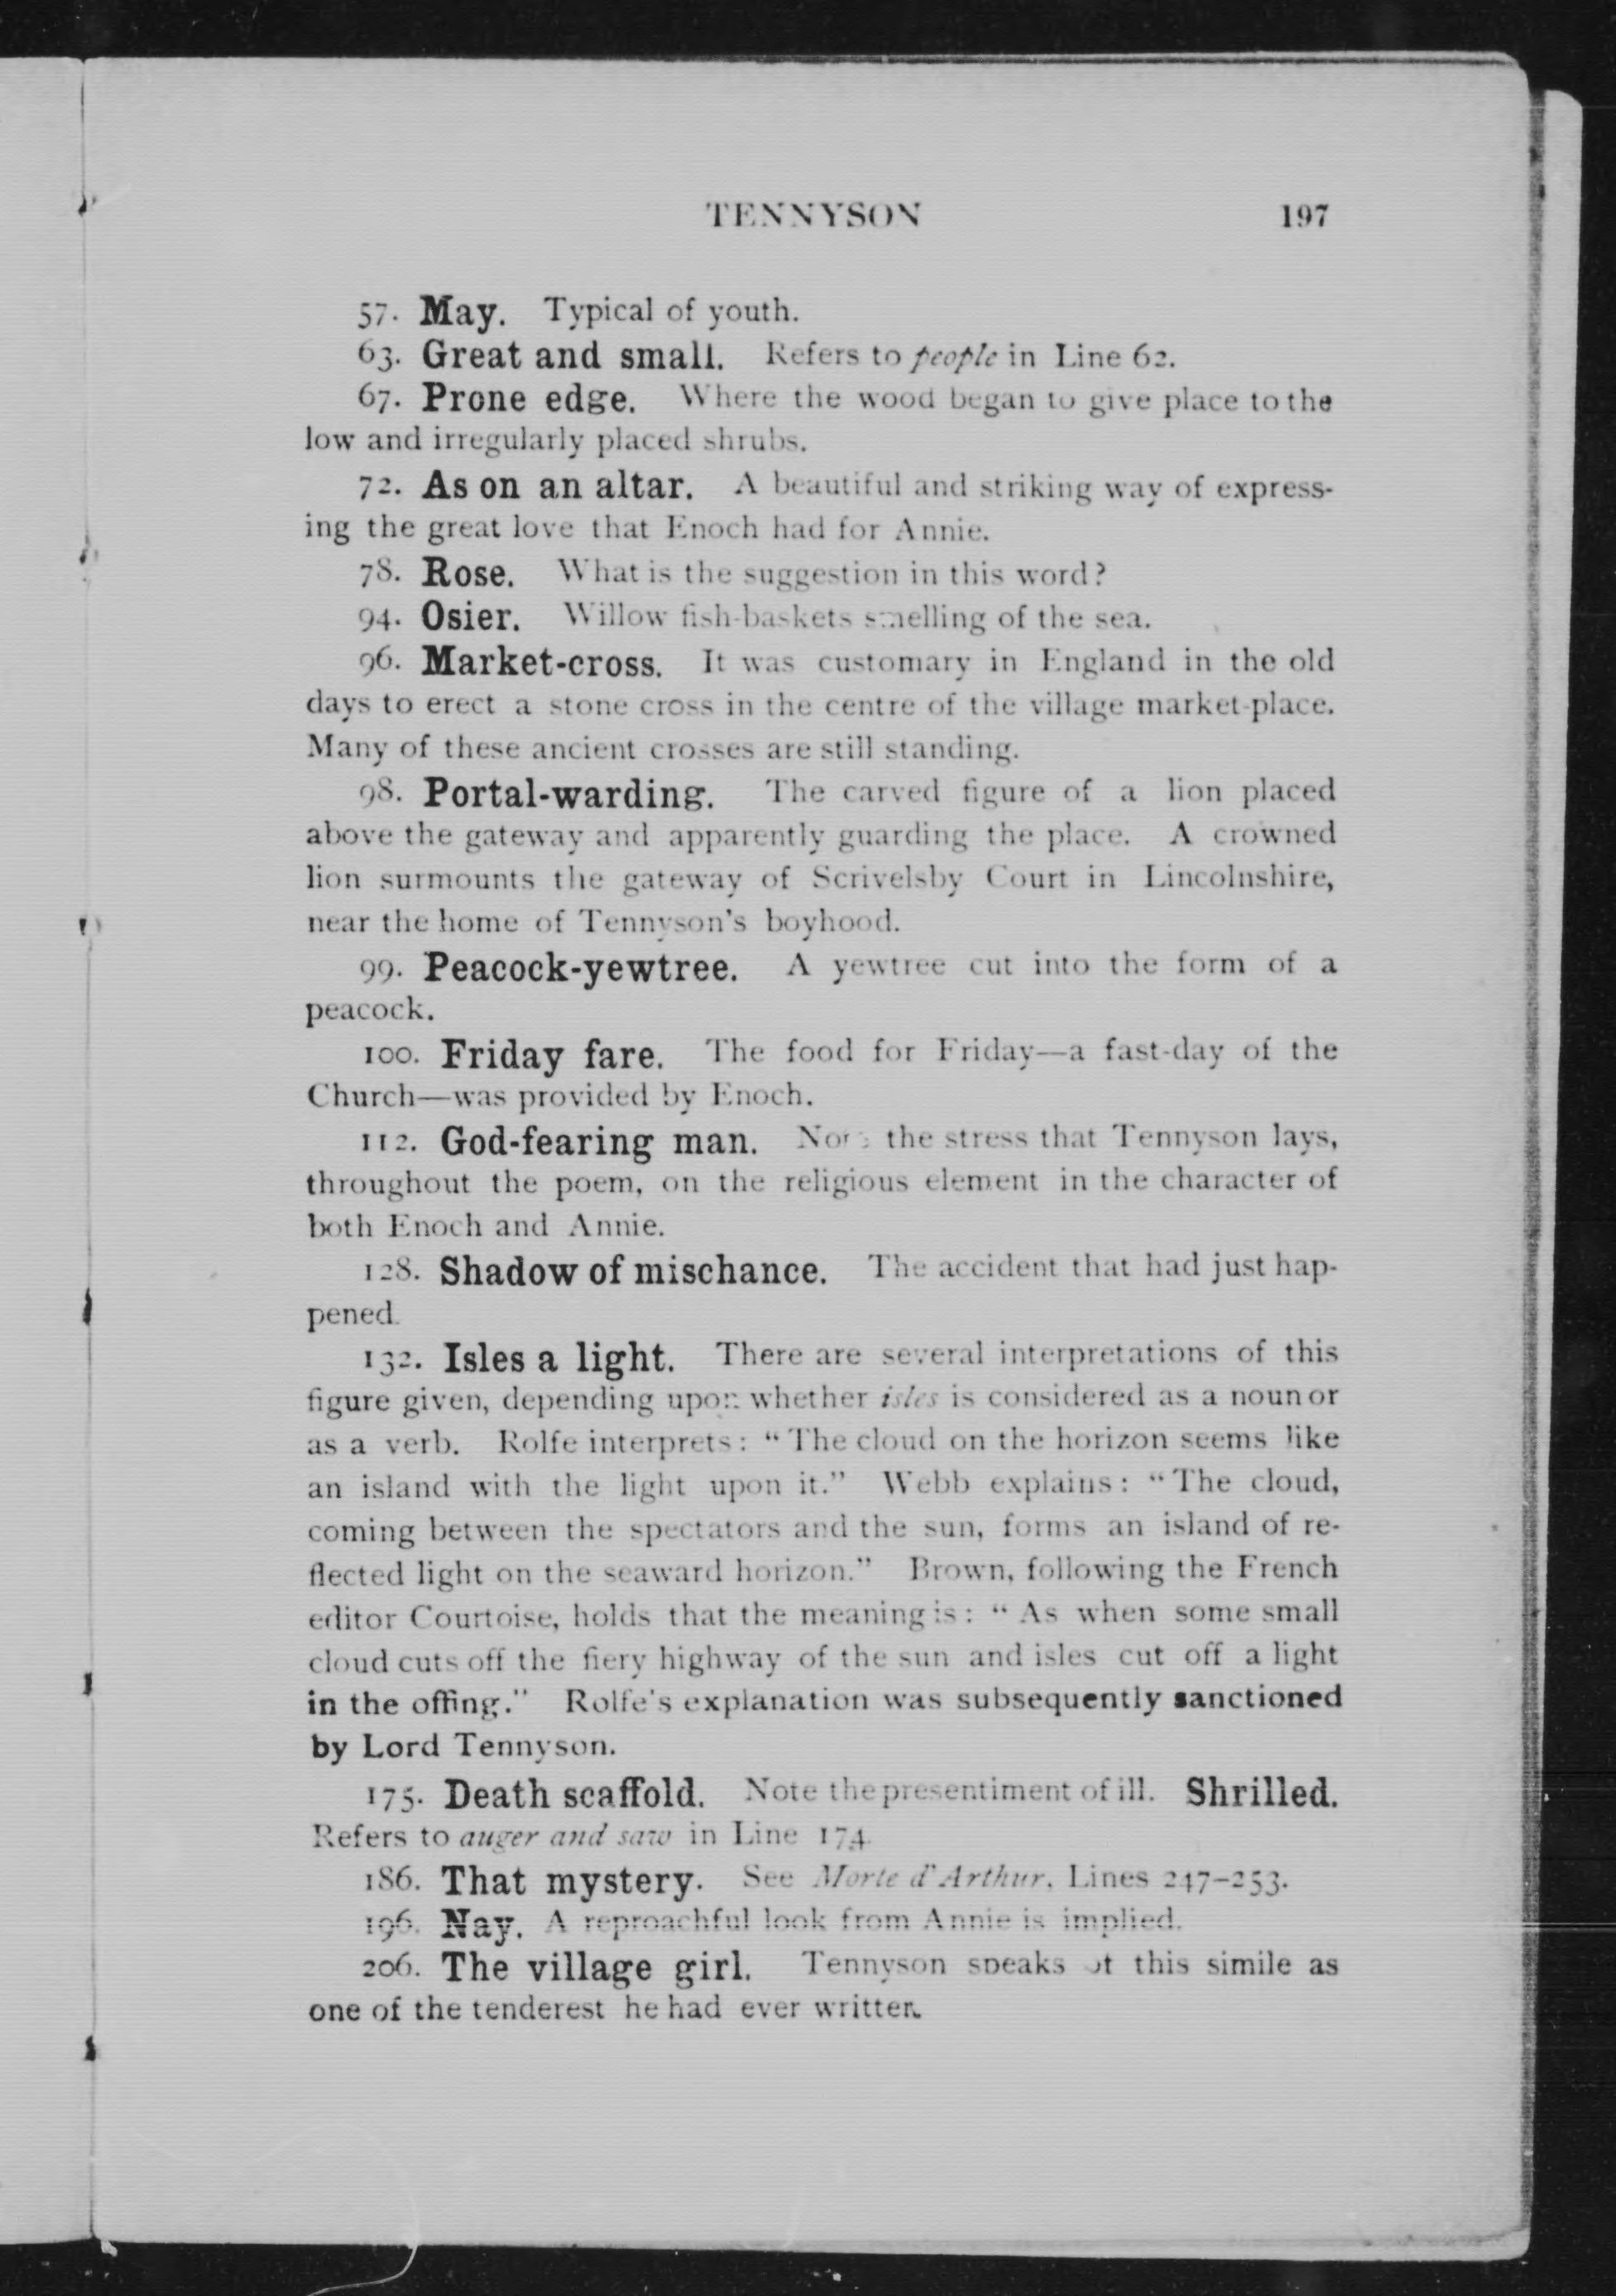 TENNYSON 197
57. May. Typical of youth.
63. Great and small. Refers to people in Line 62.
67. Prone edge. Where the wood began to give place to the
low and irregularly placed shrubs.
72. As on an altar. A beautiful and striking way of express-
ing the great love that Enoch had for Annie.
78. Rose. What is the suggestion in this word?
94. Osier. Willow fish-baskets smelling of the sea.
96. Market-cross. It was customary in England in the old
days to erect a stone cross in the centre of the village market-place.
Many of these ancient crosses are still standing.
98. Portal-warding. The carved figure of a lion placed
above the gateway and apparently guarding the place. A crowned
lion surmounts the gateway of Scrivelsby Court in Lincolnshire,
near the home of Tennyson's boyhood.
99. Peacock-yewtree. A yewtree cut into the form of a
peacock.
100. Friday fare. The food for Friday—a fast-day of the
Church—was provided by Enoch.
112. God-fearing man. Note the stress that Tennyson lays,
throughout the poem, on the religious element in the character of
both Enoch and Annie.
128. Shadow of mischance. The accident that had just hap-
pened.
132. Isles a light. There are several interpretations of this
figure given, depending upon whether isles is considered as a noun or
as a verb. Rolfe interprets: "The cloud on the horizon seems like
an island with the light upon it." Webb explains: "The cloud,
coming between the spectators and the sun, forms an island of re-
flected light on the seaward horizon." Brown, following the French
editor Courtoise, holds that the meaning is: "As when some small
cloud cuts off the fiery highway of the sun and isles cut off a light
in the offing." Rolfe's explanation was subsequently sanctioned
by Lord Tennyson.
175. Death scaffold. Note the presentiment of ill. Shrilled.
Refers to auger and saw in Line 174.
186. That mystery. See Morte d'Arthur, Lines 247-253.
196. Nay. A reproachful look from Annie is implied.
206. The village girl. Tennyson speaks of this simile as
one of the tenderest he had ever written.